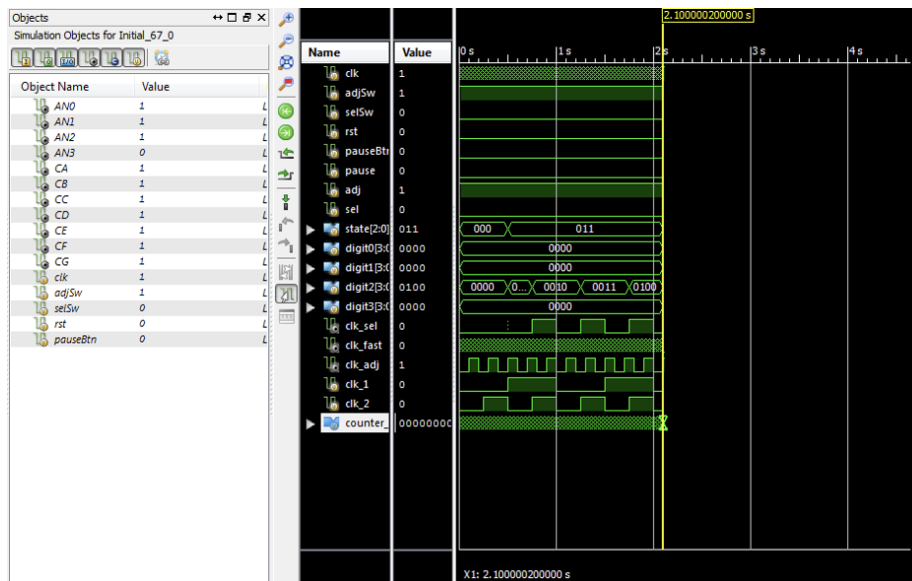 Objects
Simulation Objects for Initial_67_0
Object Name Value
AN0 1 L
AN1 1 L
AN2 1 L
AN3 0 L
CA 1 L
CB 1 L
CC 1 L
CD 1 L
CE 1 L
CF 1 L
CG 1 L
clk 1 L
adjSw 1 L
selSw 0 L
rst 0 L
pauseBtn 0 L
2.100000200000 s
Name Value 0 s 1 s 2 s 3 s 4 s
clk 1
adjSw 1
selSw 0
rst 0
pauseBtn 0
pause 0
adj 1
sel 0
state[2:0] 011 000 011
digit0[3:0 0000 0000
digit1[3:0 0000 0000
digit2[3:0 0100 0000 0... 0010 0011 0100
digit3[3:0 0000 0000
clk_sel 0
clk_fast 0
clk_adj 1
clk_1 0
clk_2 0
counter_ 00000000
X1: 2.100000200000 s